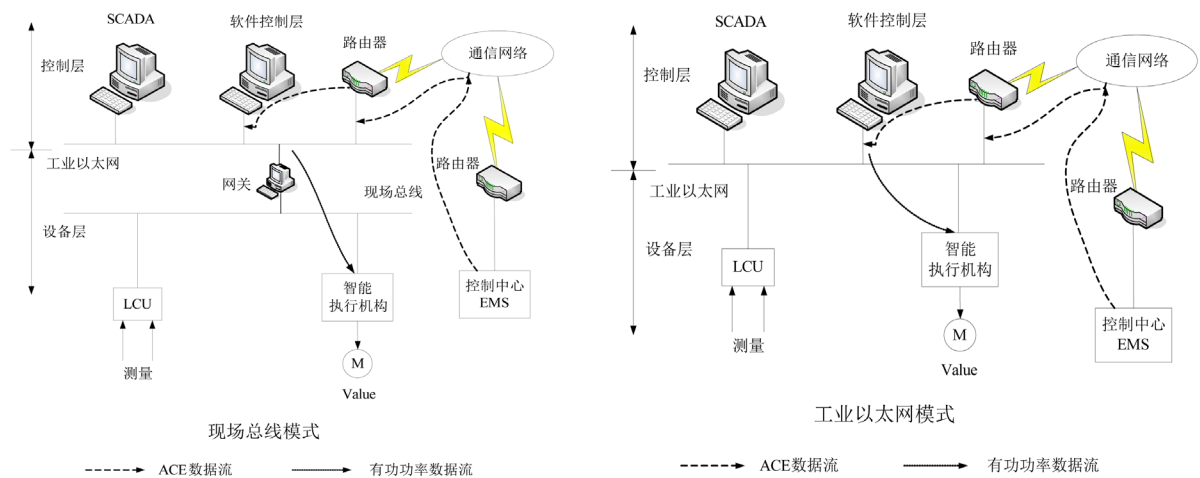 SCADA
软件控制层
路由器
通信网络
控制层
工业以太网
网关
现场总线
路由器
设备层
LCU
智能
执行机构
控制中心
EMS
测量
M
Value
现场总线模式
ACE数据流
有功功率数据流
SCADA
软件控制层
路由器
通信网络
控制层
工业以太网
路由器
设备层
LCU
智能
执行机构
控制中心
EMS
测量
M
Value
工业以太网模式
ACE数据流
有功功率数据流